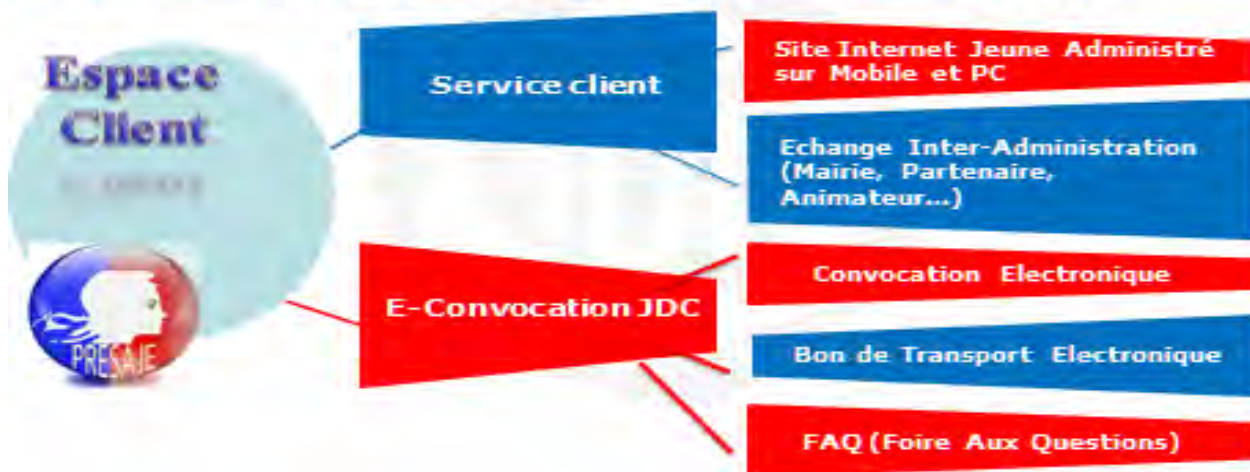 Espace
Client
PRESAJE
Service client
Site Internet Jeune Administré
sur Mobile et PC
Echange Inter-Administration
(Mairie, Partenaire,
Animateur...)
E-Convocation JDC
Convocation Electronique
Bon de Transport Electronique
FAQ (Foire Aux Questions)